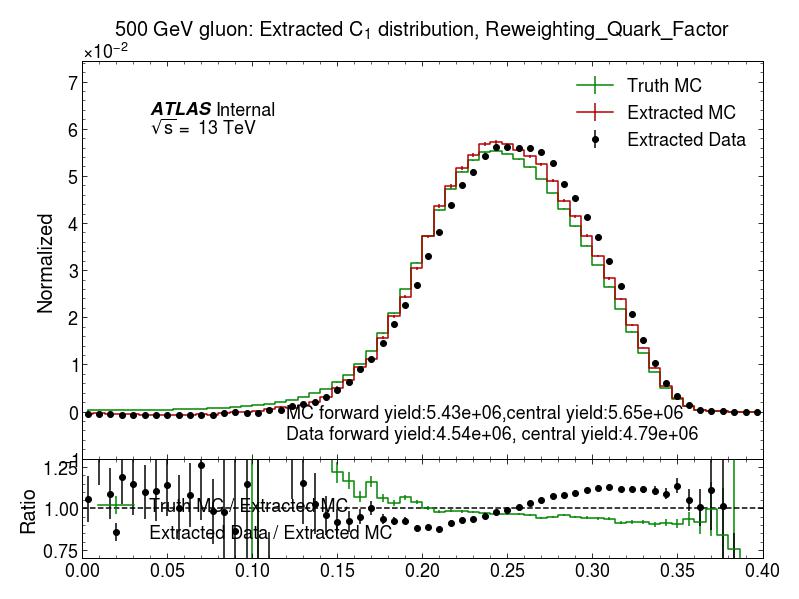 500 GeV gluon: Extracted C₁ distribution, Reweighting_Quark_Factor
×10⁻²
ATLAS Internal
√s = 13 TeV
Truth MC
Extracted MC
Extracted Data
Normalized
7
6
5
4
3
2
1
0
1
MC forward yield:5.43e+06,central yield:5.65e+06
Data forward yield:4.54e+06, central yield:4.79e+06
Ratio
1.25
1.00
0.75
Truth MC / Extracted MC
Extracted Data / Extracted MC
0.00 0.05 0.10 0.15 0.20 0.25 0.30 0.35 0.40